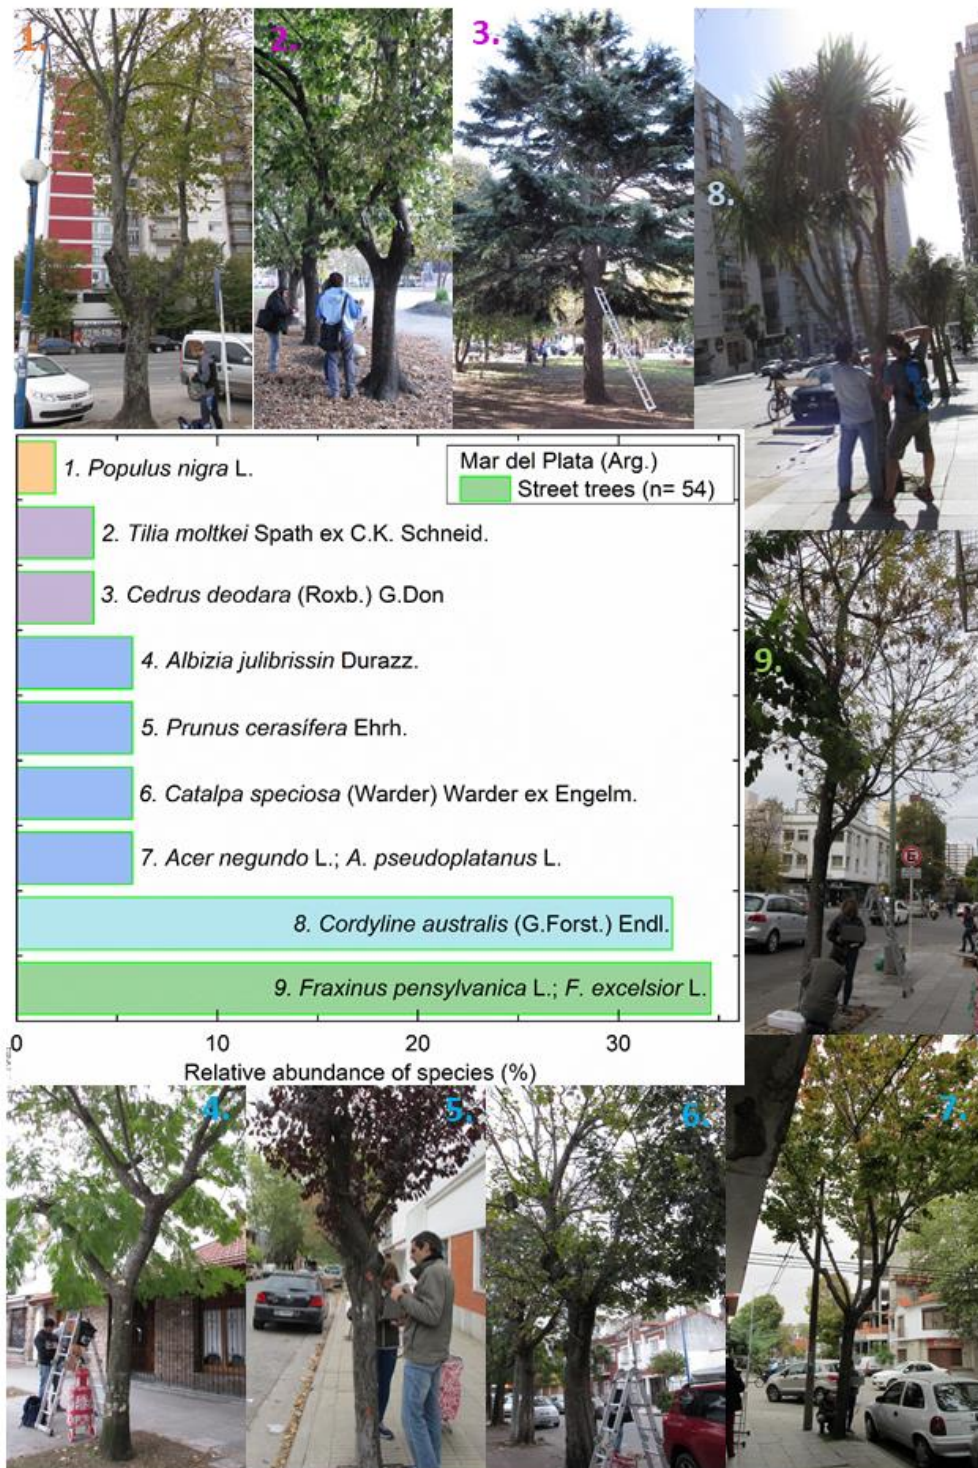 1.
2.
3.
8.
Mar del Plata (Arg.)
Street trees (n= 54)
1. Populus nigra L.
2. Tilia moltkei Spath ex C.K. Schneid.
3. Cedrus deodara (Roxb.) G.Don
4. Albizia julibrissin Durazz.
5. Prunus cerasífera Ehrh.
6. Catalpa speciosa (Warder) Warder ex Engelm.
7. Acer negundo L.; A. pseudoplatanus L.
8. Cordyline australis (G.Forst.) Endl.
9. Fraxinus pensylvanica L.; F. excelsior L.
0 10 20 30
Relative abundance of species (%)
9.
4.
5.
6.
7.